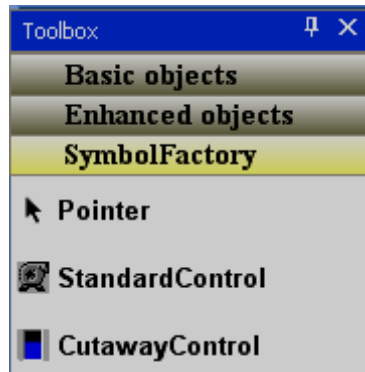 Toolbox
Basic objects
Enhanced objects
SymbolFactory
Pointer
StandardControl
CutawayControl